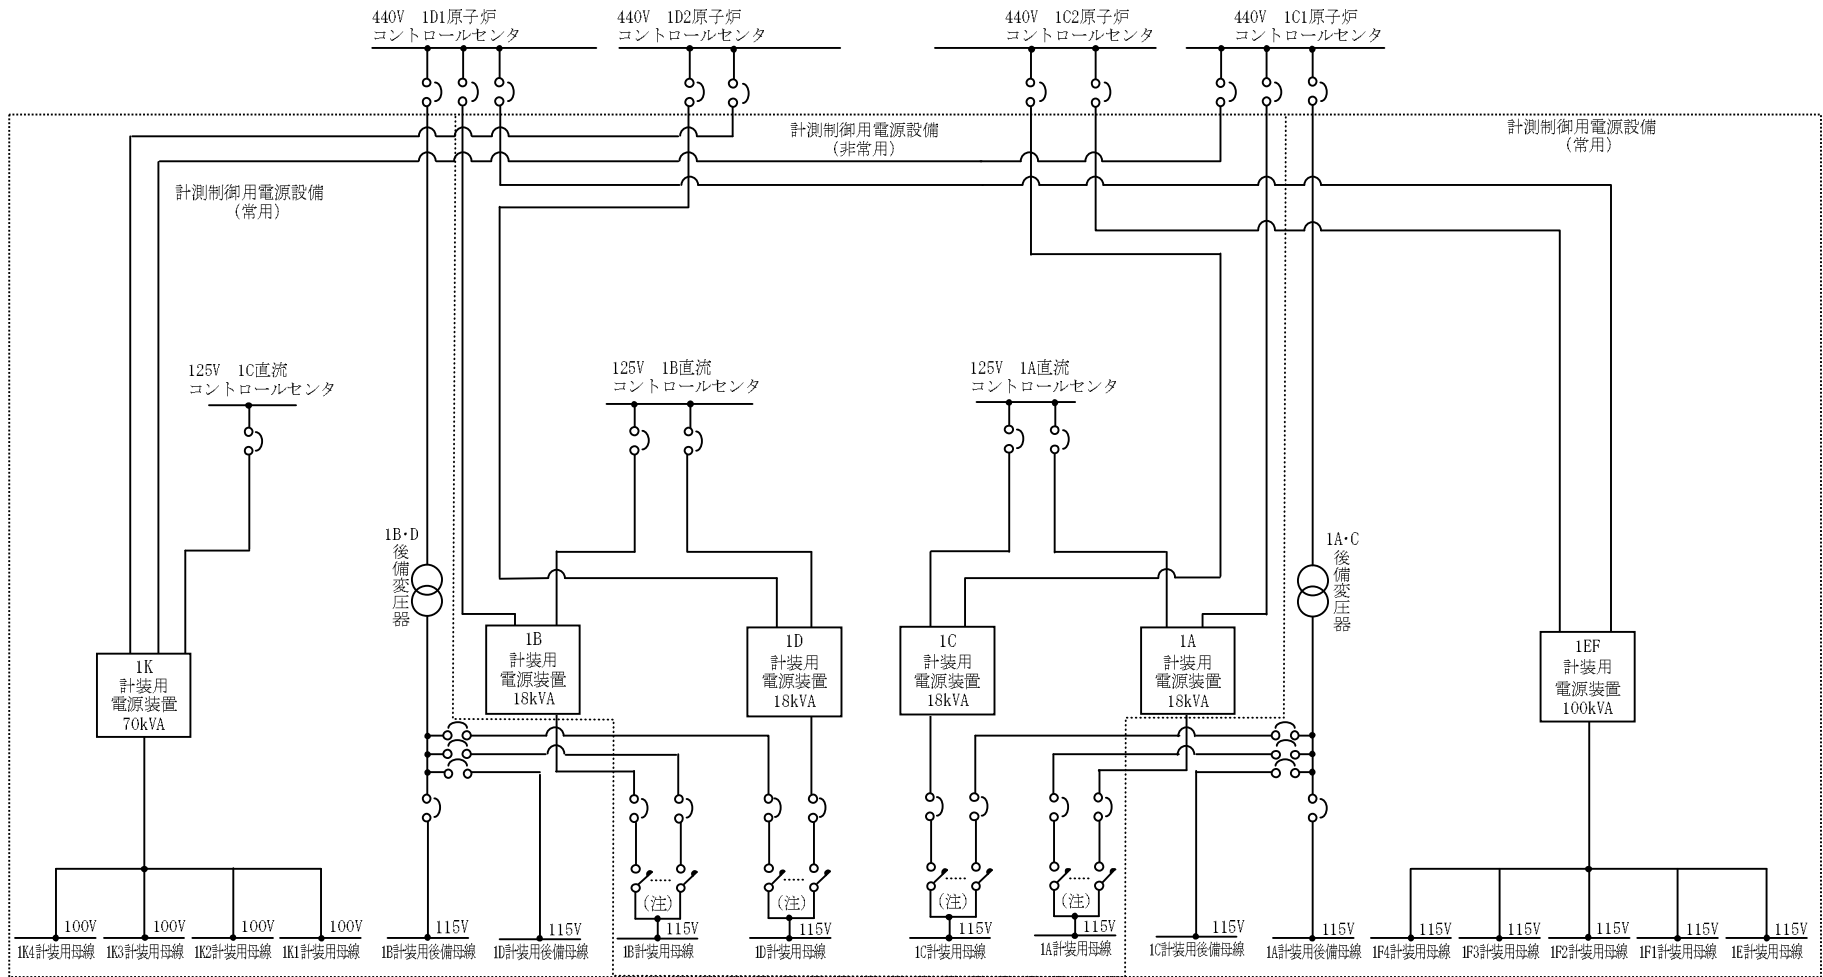 440V 1D1原子炉
コントロールセンタ
440V 1D2原子炉
コントロールセンタ
440V 1C2原子炉
コントロールセンタ
440V 1C1原子炉
コントロールセンタ
計測制御用電源設備
(非常用)
計測制御用電源設備
(常用)
計測制御用電源設備
(常用)
125V 1C直流
コントロールセンタ
125V 1B直流
コントロールセンタ
125V 1A直流
コントロールセンタ
1B・D
後備変圧器
1A・C
後備変圧器
1K
計装用
電源装置
70kVA
1B
計装用
電源装置
18kVA
1D
計装用
電源装置
18kVA
1C
計装用
電源装置
18kVA
1A
計装用
電源装置
18kVA
1EF
計装用
電源装置
100kVA
(注)
(注)
(注)
(注)
100V
1K4計装用母線
100V
1K3計装用母線
100V
1K2計装用母線
100V
1K1計装用母線
115V
1B計装用後備母線
115V
1D計装用後備母線
115V
1B計装用母線
115V
1D計装用母線
115V
1C計装用母線
115V
1A計装用母線
115V
1C計装用後備母線
115V
1A計装用後備母線
115V
1F4計装用母線
115V
1F3計装用母線
115V
1F2計装用母線
115V
1F1計装用母線
115V
1E計装用母線